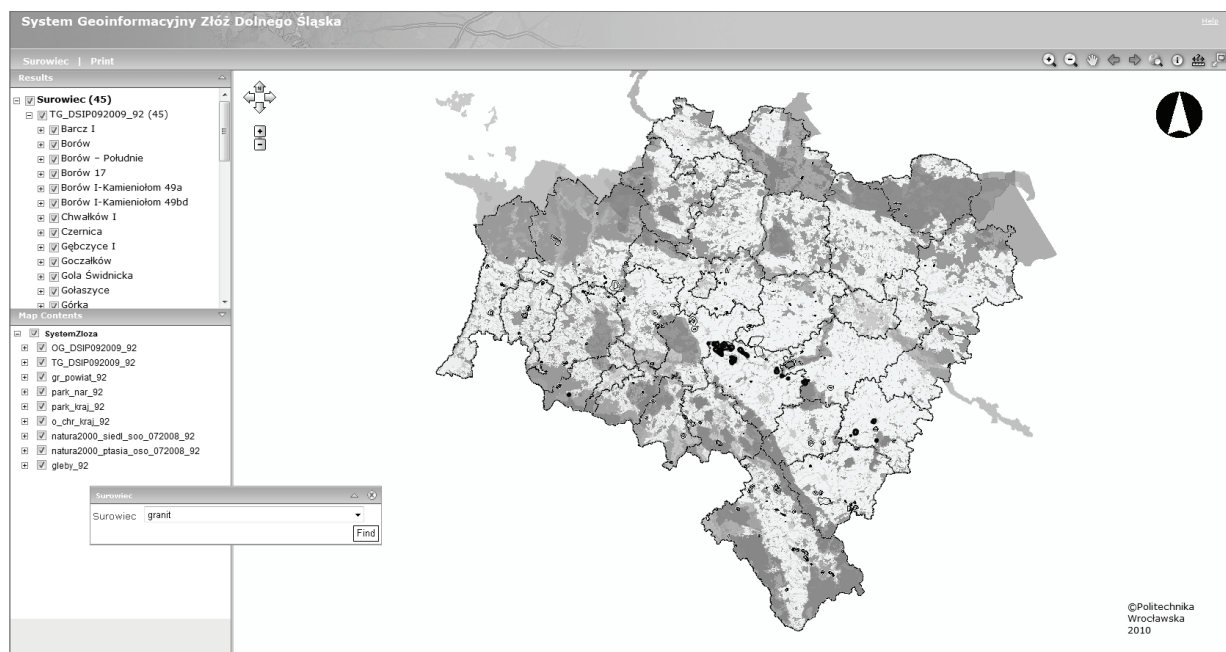 System Geoinformacyjny Złóż Dolnego Śląska
Help
Surowiec | Print
Results
Surowiec (45)
TG_DSIP092009_92 (45)
Barcz I
Borów
Borów – Południe
Borów 17
Borów I-Kamieniołom 49a
Borów I-Kamieniołom 49bd
Chwałków I
Czernica
Gębczyce I
Goczałków
Gola Świdnicka
Gołaszyce
Górka
Map Contents
SystemZloza
OG_DSIP092009_92
TG_DSIP092009_92
gr_powiat_92
park_nar_92
park_kraj_92
o_chr_kraj_92
natura2000_siedl_soo_072008_92
natura2000_ptasia_oso_072008_92
gleby_92
Surowiec
Surowiec granit
Find
N
©Politechnika
Wrocławska
2010